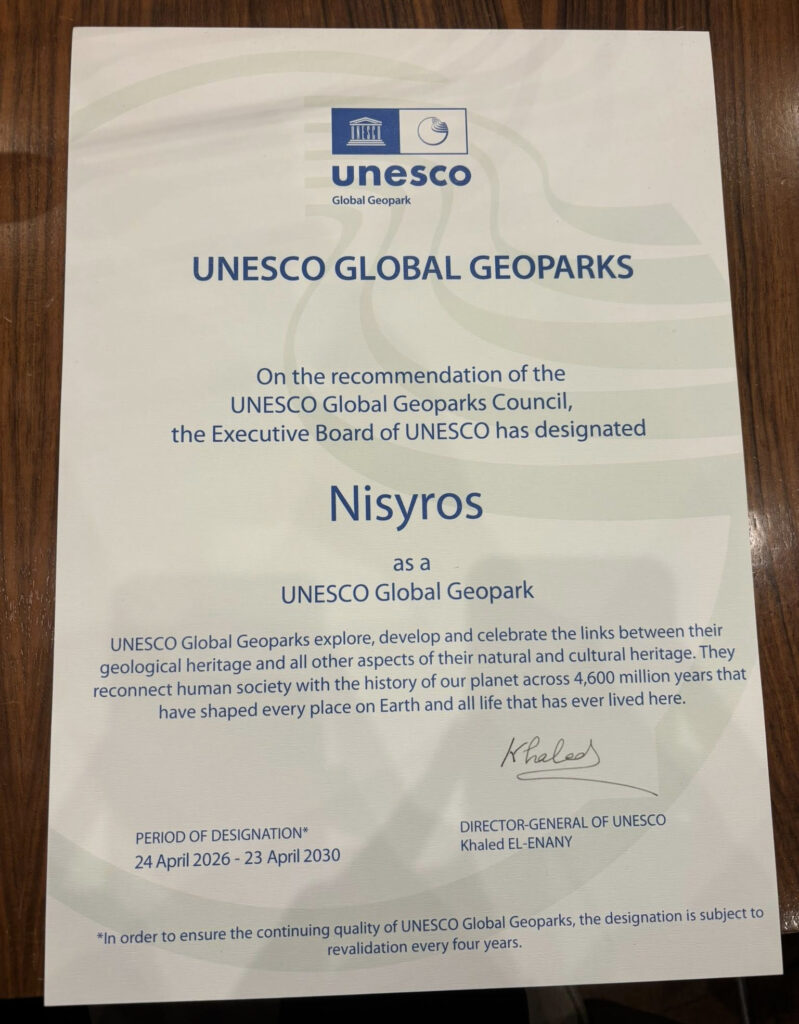 unesco
Global Geopark
UNESCO GLOBAL GEOPARKS
On the recommendation of the
UNESCO Global Geoparks Council,
the Executive Board of UNESCO has designated
Nisyros
as a
UNESCO Global Geopark
UNESCO Global Geoparks explore, develop and celebrate the links between their
geological heritage and all other aspects of their natural and cultural heritage. They
reconnect human society with the history of our planet across 4,600 million years that
have shaped every place on Earth and all life that has ever lived here.
Khaled
PERIOD OF DESIGNATION*
24 April 2026 - 23 April 2030
DIRECTOR-GENERAL OF UNESCO
Khaled EL-ENANY
*In order to ensure the continuing quality of UNESCO Global Geoparks, the designation is subject to
revalidation every four years.